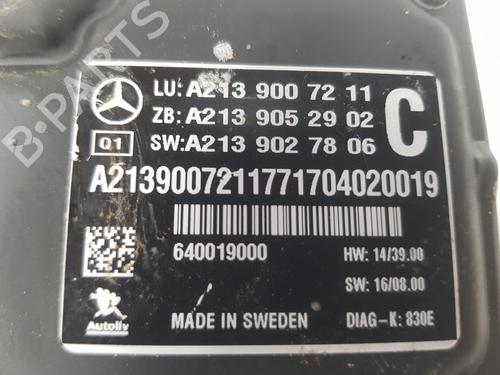 LU: A213 900 72 11
ZB: A213 905 29 02
C
Q1
SW: A213 902 78 06
A2139007211771704020019
640019000
HW: 14/39.00
SW: 16/08.00
Autoliv
MADE IN SWEDEN
DIAG-K: 830E
B-PARTS